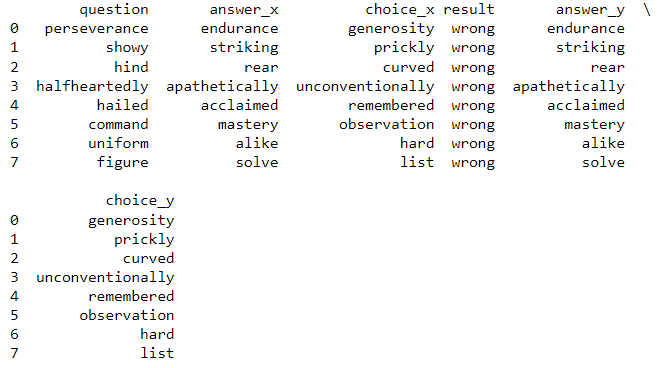 question answer_x choice_x result answer_y \
0 perseverance endurance generosity wrong endurance
1 showy striking prickly wrong striking
2 hind rear curved wrong rear
3 halfheartedly apathetically unconventionally wrong apathetically
4 hailed acclaimed remembered wrong acclaimed
5 command mastery observation wrong mastery
6 uniform alike hard wrong alike
7 figure solve list wrong solve
choice_y
0 generosity
1 prickly
2 curved
3 unconventionally
4 remembered
5 observation
6 hard
7 list